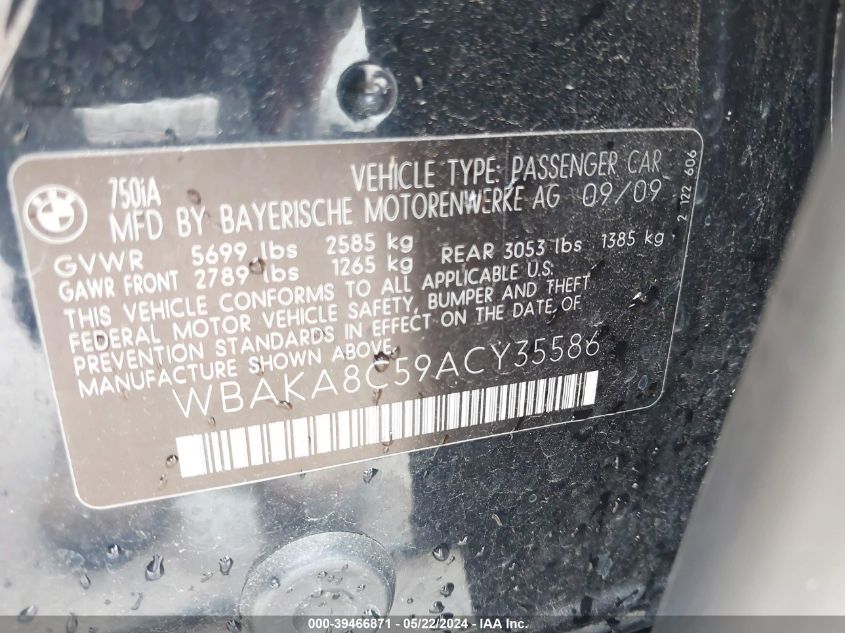 BMW
750iA
VEHICLE TYPE: PASSENGER CAR
MFD BY BAYERISCHE MOTORENWERKE AG 09/09
GVWR 5699 lbs 2585 kg
GAWR FRONT 2789 lbs 1265 kg REAR 3053 lbs 1385 kg
THIS VEHICLE CONFORMS TO ALL APPLICABLE U.S.
FEDERAL MOTOR VEHICLE SAFETY, BUMPER AND THEFT
PREVENTION STANDARDS IN EFFECT ON THE DATE OF
MANUFACTURE SHOWN ABOVE.
WBAKA8C59ACY35586
2 122 606
000-39466871 - 05/22/2024 - IAA Inc.